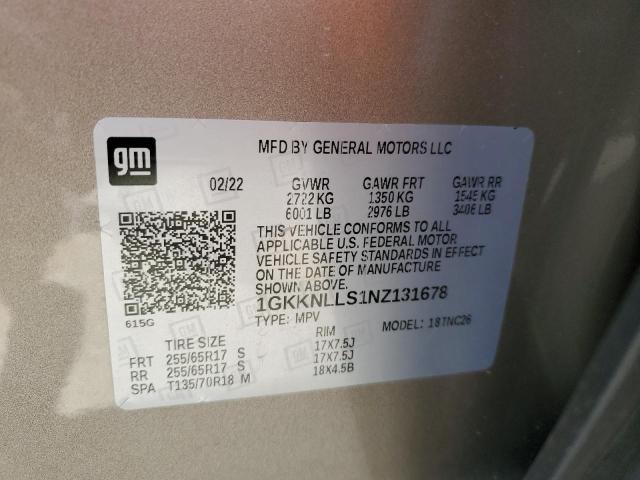 gm
MFD BY GENERAL MOTORS LLC
02/22 GVWR GAWR FRT GAWR RR
2722 KG 1350 KG 1545 KG
6001 LB 2976 LB 3406 LB
THIS VEHICLE CONFORMS TO ALL
APPLICABLE U.S. FEDERAL MOTOR
VEHICLE SAFETY STANDARDS IN EFFECT
ON THE DATE OF MANUFACTURE
SHOWN ABOVE.
1GKKNLLS1NZ131678
615G
TYPE: MPV MODEL: 18TNC26
TIRE SIZE RIM
FRT 255/65R17 S 17X7.5J
RR 255/65R17 S 17X7.5J
SPA T135/70R18 M 18X4.5B